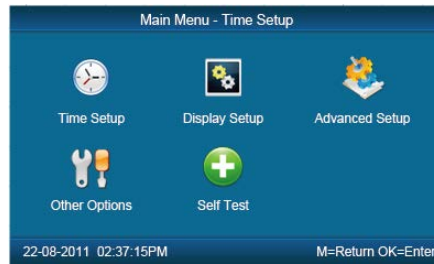 Main Menu - Time Setup
Time Setup Display Setup Advanced Setup
Other Options Self Test
22-08-2011 02:37:15PM M=Return OK=Enter